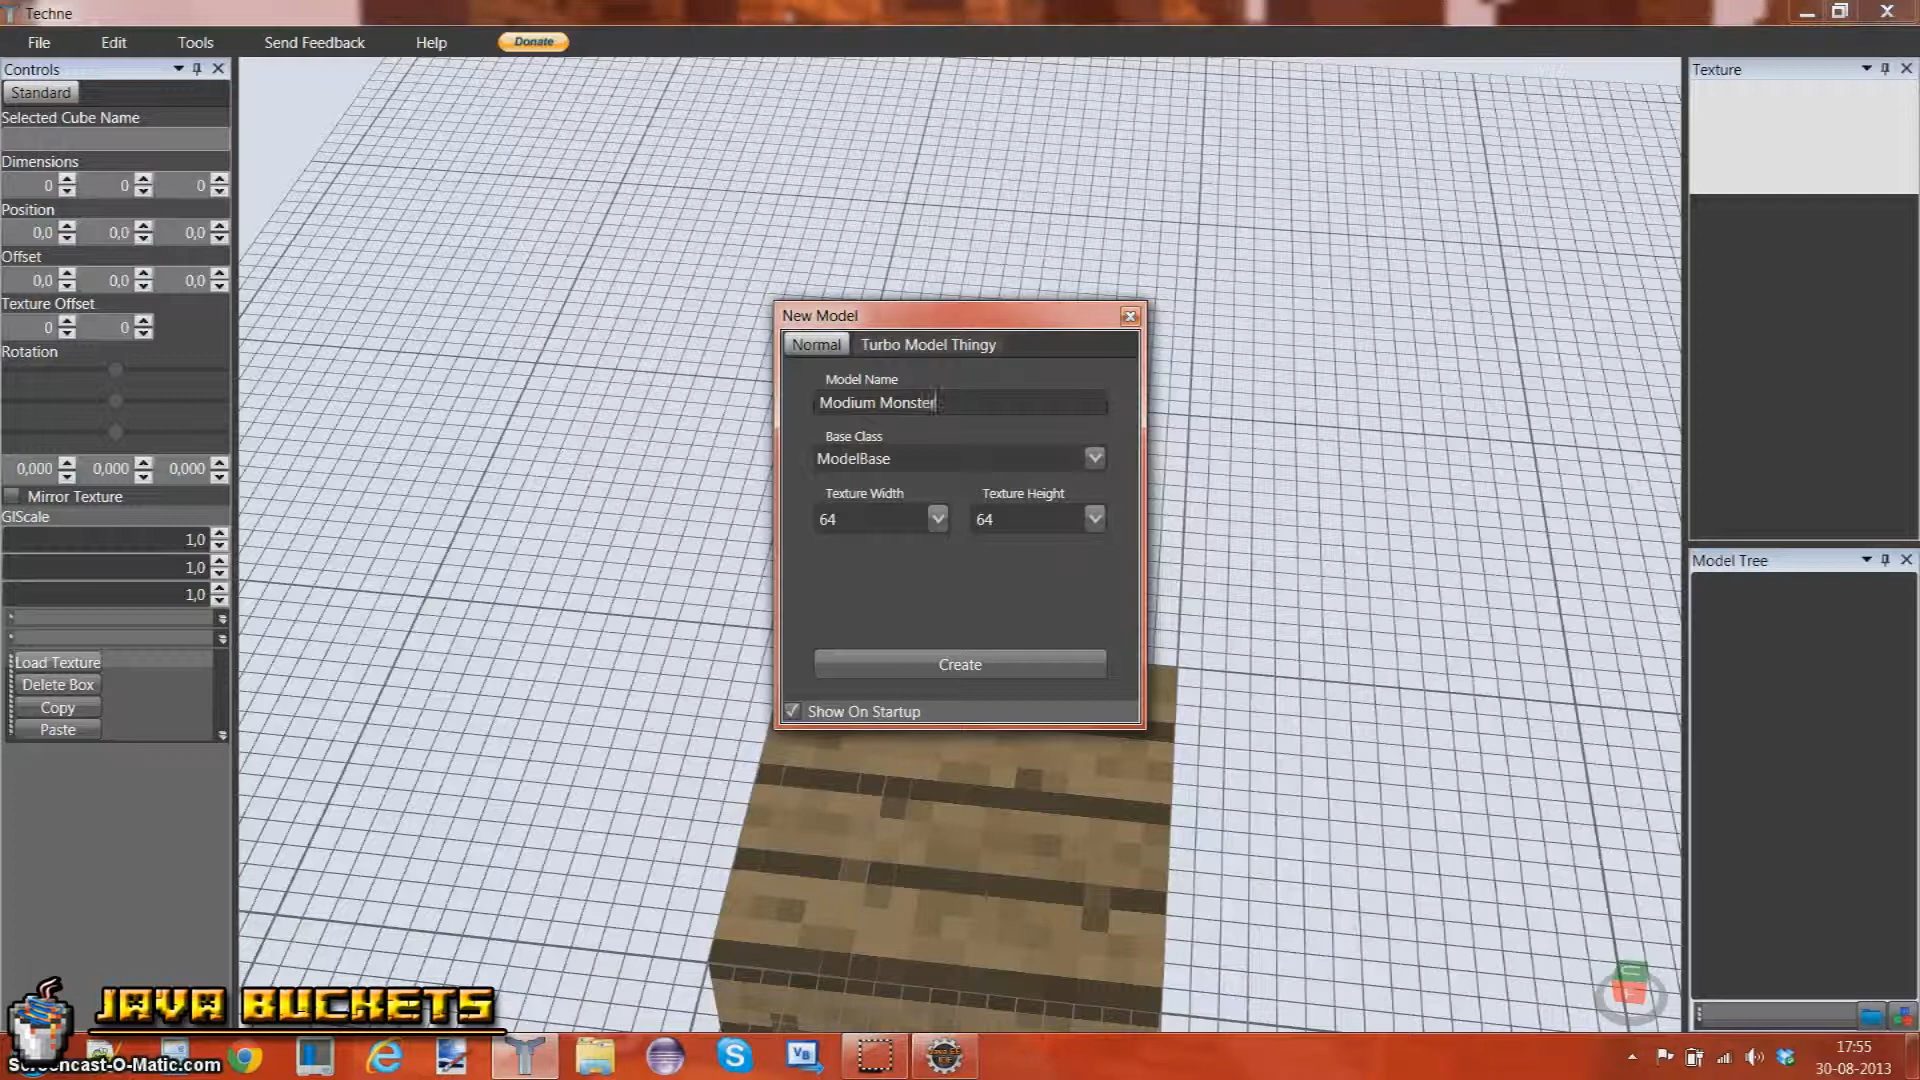 Techne
File Edit Tools Send Feedback Help Donate
Controls
Standard
Selected Cube Name
Dimensions
0 0 0
Position
0,0 0,0 0,0
Offset
0,0 0,0 0,0
Texture Offset
0 0
Rotation
0,000 0,000 0,000
Mirror Texture
GlScale
1,0
1,0
1,0
Load Texture
Delete Box
Copy
Paste
New Model
Normal Turbo Model Thingy
Model Name
Modium Monster
Base Class
ModelBase
Texture Width Texture Height
64 64
Create
Show On Startup
Texture
Model Tree
JAVA BUCKETS
Screencast-O-Matic.com
17:55
30-08-2013